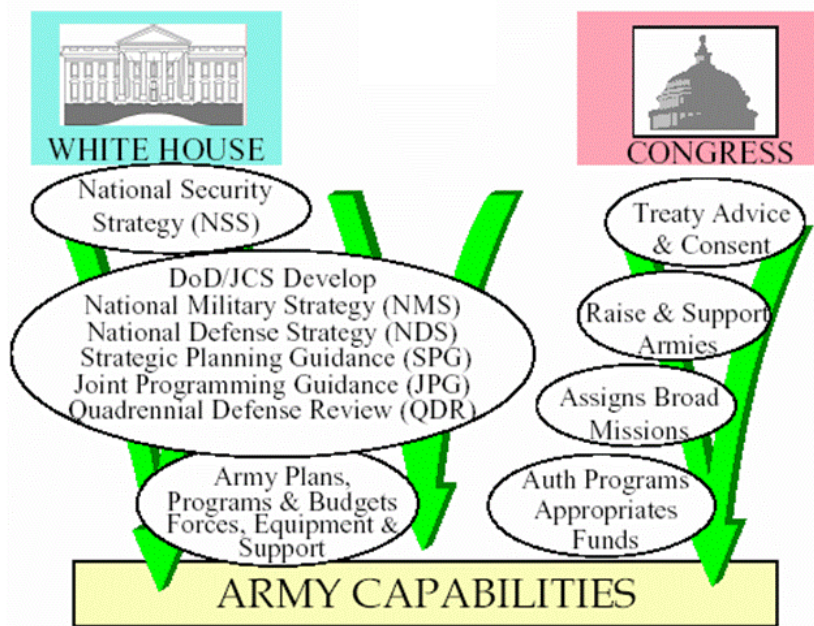 WHITE HOUSE
National Security
Strategy (NSS)
DoD/JCS Develop
National Military Strategy (NMS)
National Defense Strategy (NDS)
Strategic Planning Guidance (SPG)
Joint Programming Guidance (JPG)
Quadrennial Defense Review (QDR)
Army Plans,
Programs & Budgets
Forces, Equipment &
Support
CONGRESS
Treaty Advice
& Consent
Raise & Support
Armies
Assigns Broad
Missions
Auth Programs
Appropriates
Funds
ARMY CAPABILITIES